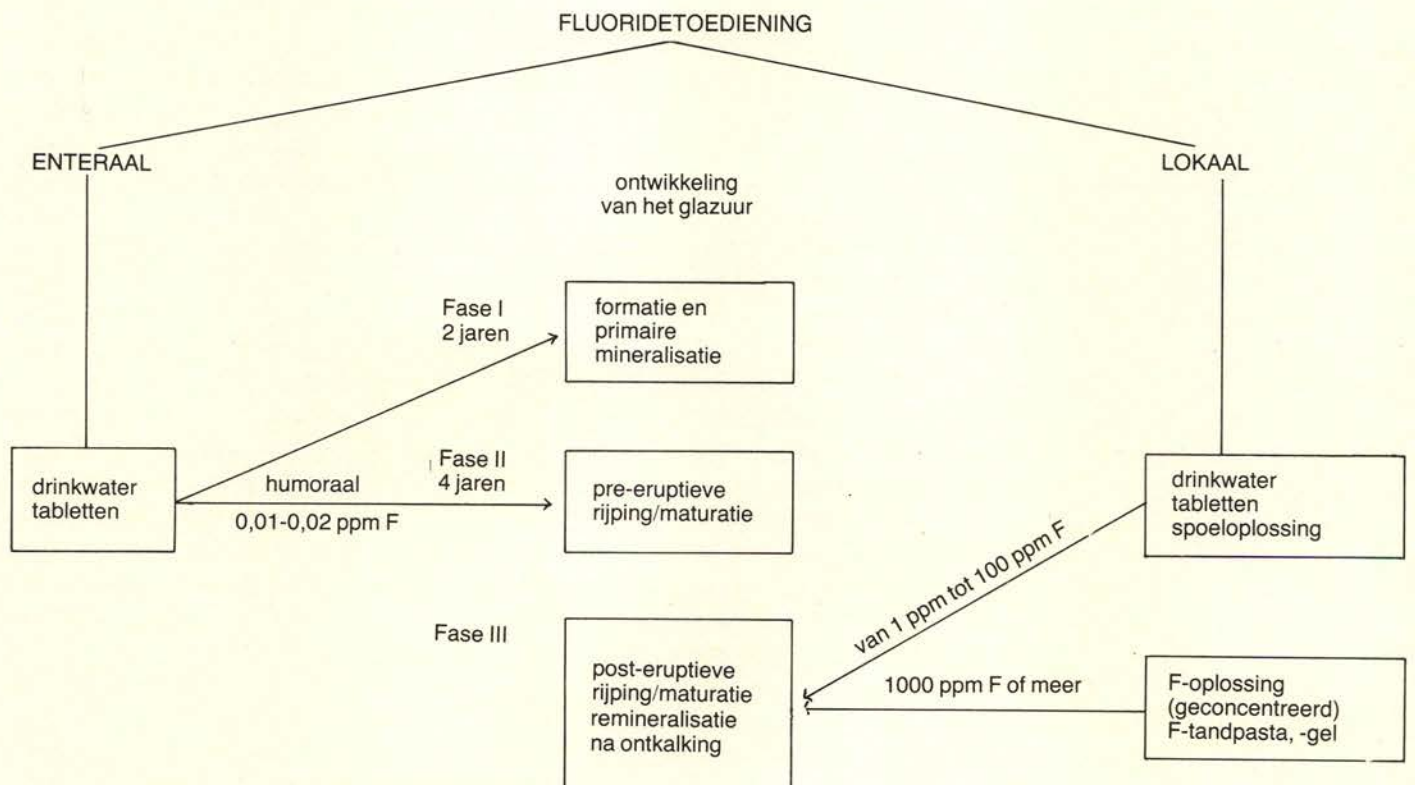 FLUORIDETOEDIENING
ENTERAAL
LOKAAL
ontwikkeling
van het glazuur
Fase I
2 jaren
formatie en
primaire
mineralisatie
drinkwater
tabletten
humoraal
0,01-0,02 ppm F
Fase II
4 jaren
pre-eruptieve
rijping/maturatie
drinkwater
tabletten
spoeloplossing
van 1 ppm tot 100 ppm F
Fase III
post-eruptieve
rijping/maturatie
remineralisatie
na ontkalking
1000 ppm F of meer
F-oplossing
(geconcentreerd)
F-tandpasta, -gel